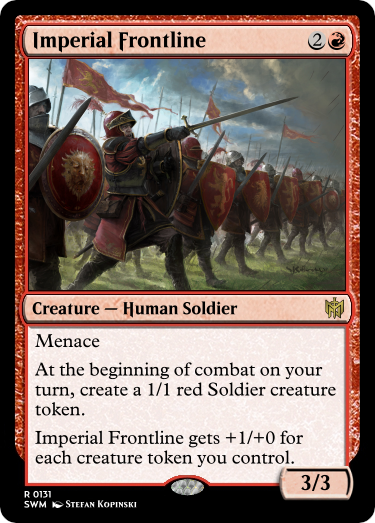 Imperial Frontline 2
Creature — Human Soldier
Menace
At the beginning of combat on your
turn, create a 1/1 red Soldier creature
token.
Imperial Frontline gets +1/+0 for
each creature token you control.
3/3
R 0131
SWM Stefan Kopinski